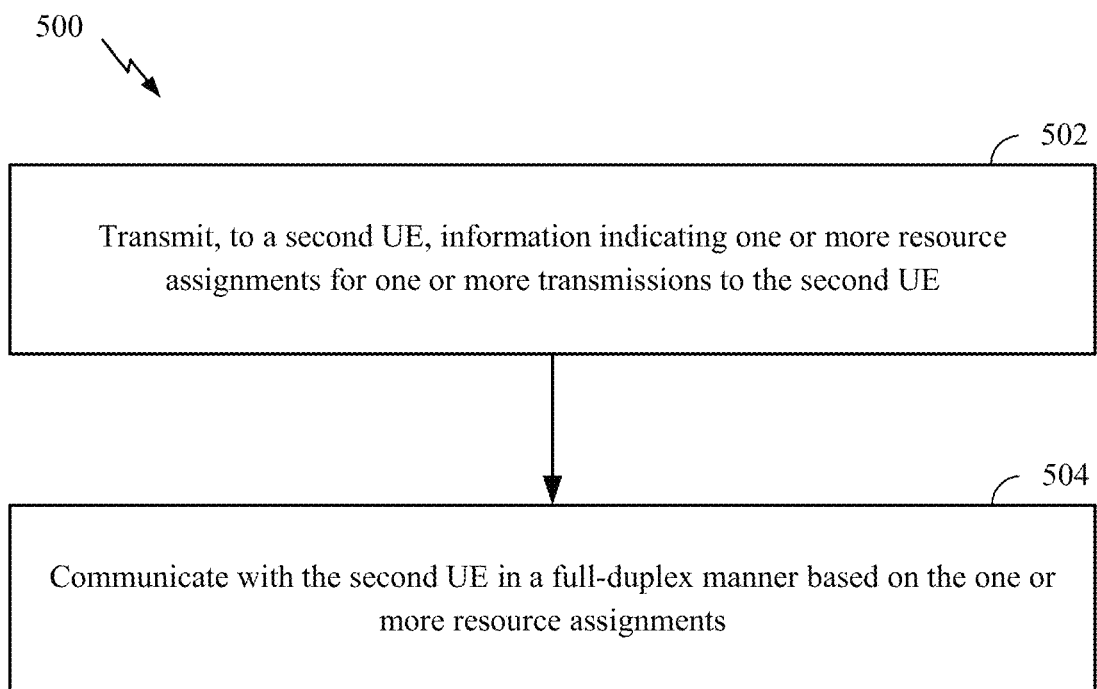 500
502
Transmit, to a second UE, information indicating one or more resource
assignments for one or more transmissions to the second UE
504
Communicate with the second UE in a full-duplex manner based on the one or
more resource assignments